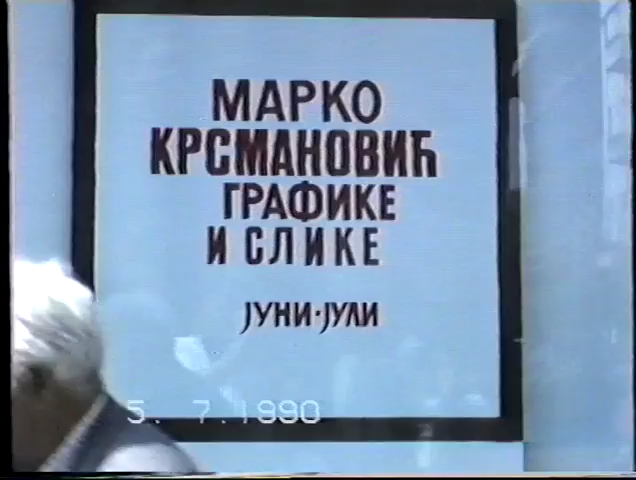 МАРКО
КРСМАНОВИЋ
ГРАФИКЕ
И СЛИКЕ
ЈУНИ·ЈУЛИ
5. 7.1990